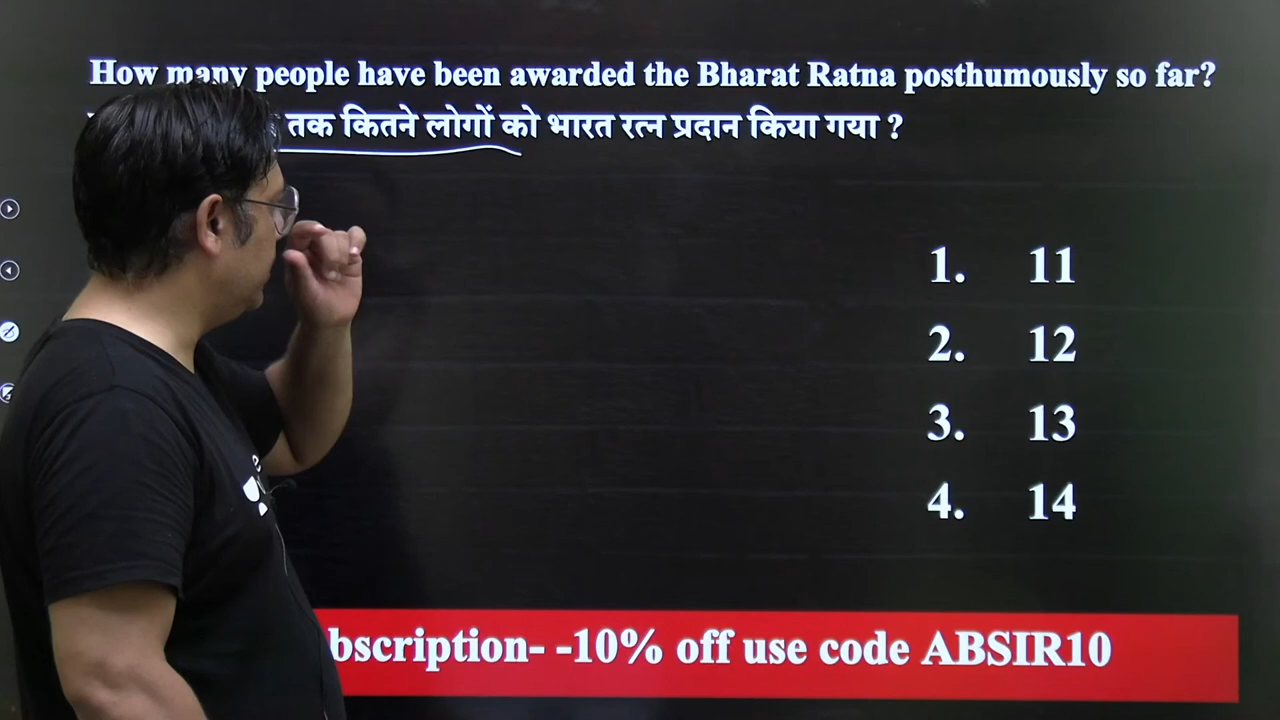 How many people have been awarded the Bharat Ratna posthumously so far?
तक कितने लोगों को भारत रत्न प्रदान किया गया ?
1. 11
2. 12
3. 13
4. 14
bscription- -10% off use code ABSIR10